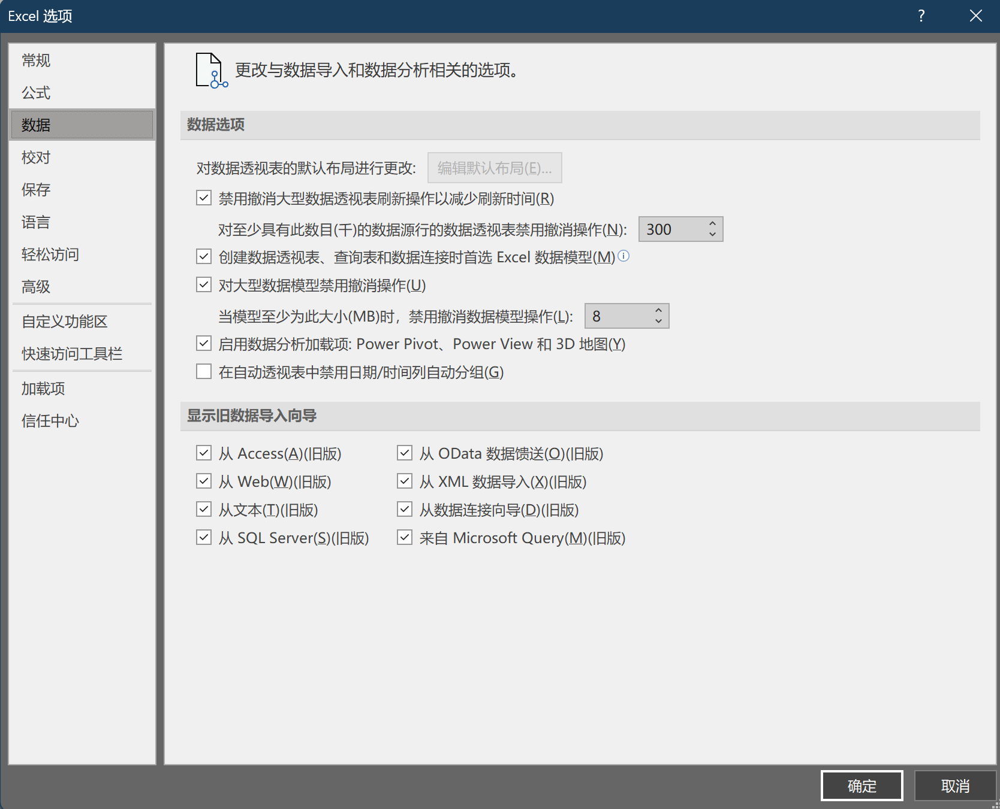 Excel 选项
?
常规
公式
数据
校对
保存
语言
轻松访问
高级
自定义功能区
快速访问工具栏
加载项
信任中心
更改与数据导入和数据分析相关的选项。
数据选项
对数据透视表的默认布局进行更改: 编辑默认布局(E)...
禁用撤消大型数据透视表刷新操作以减少刷新时间(R)
对至少具有此数目(千)的数据源行的数据透视表禁用撤消操作(N): 300
创建数据透视表、查询表和数据连接时首选 Excel 数据模型(M)
对大型数据模型禁用撤消操作(U)
当模型至少为此大小(MB)时，禁用撤消数据模型操作(L): 8
启用数据分析加载项: Power Pivot、Power View 和 3D 地图(Y)
在自动透视表中禁用日期/时间列自动分组(G)
显示旧数据导入向导
从 Access(A)(旧版) 从 OData 数据馈送(O)(旧版)
从 Web(W)(旧版) 从 XML 数据导入(X)(旧版)
从文本(T)(旧版) 从数据连接向导(D)(旧版)
从 SQL Server(S)(旧版) 来自 Microsoft Query(M)(旧版)
确定 取消